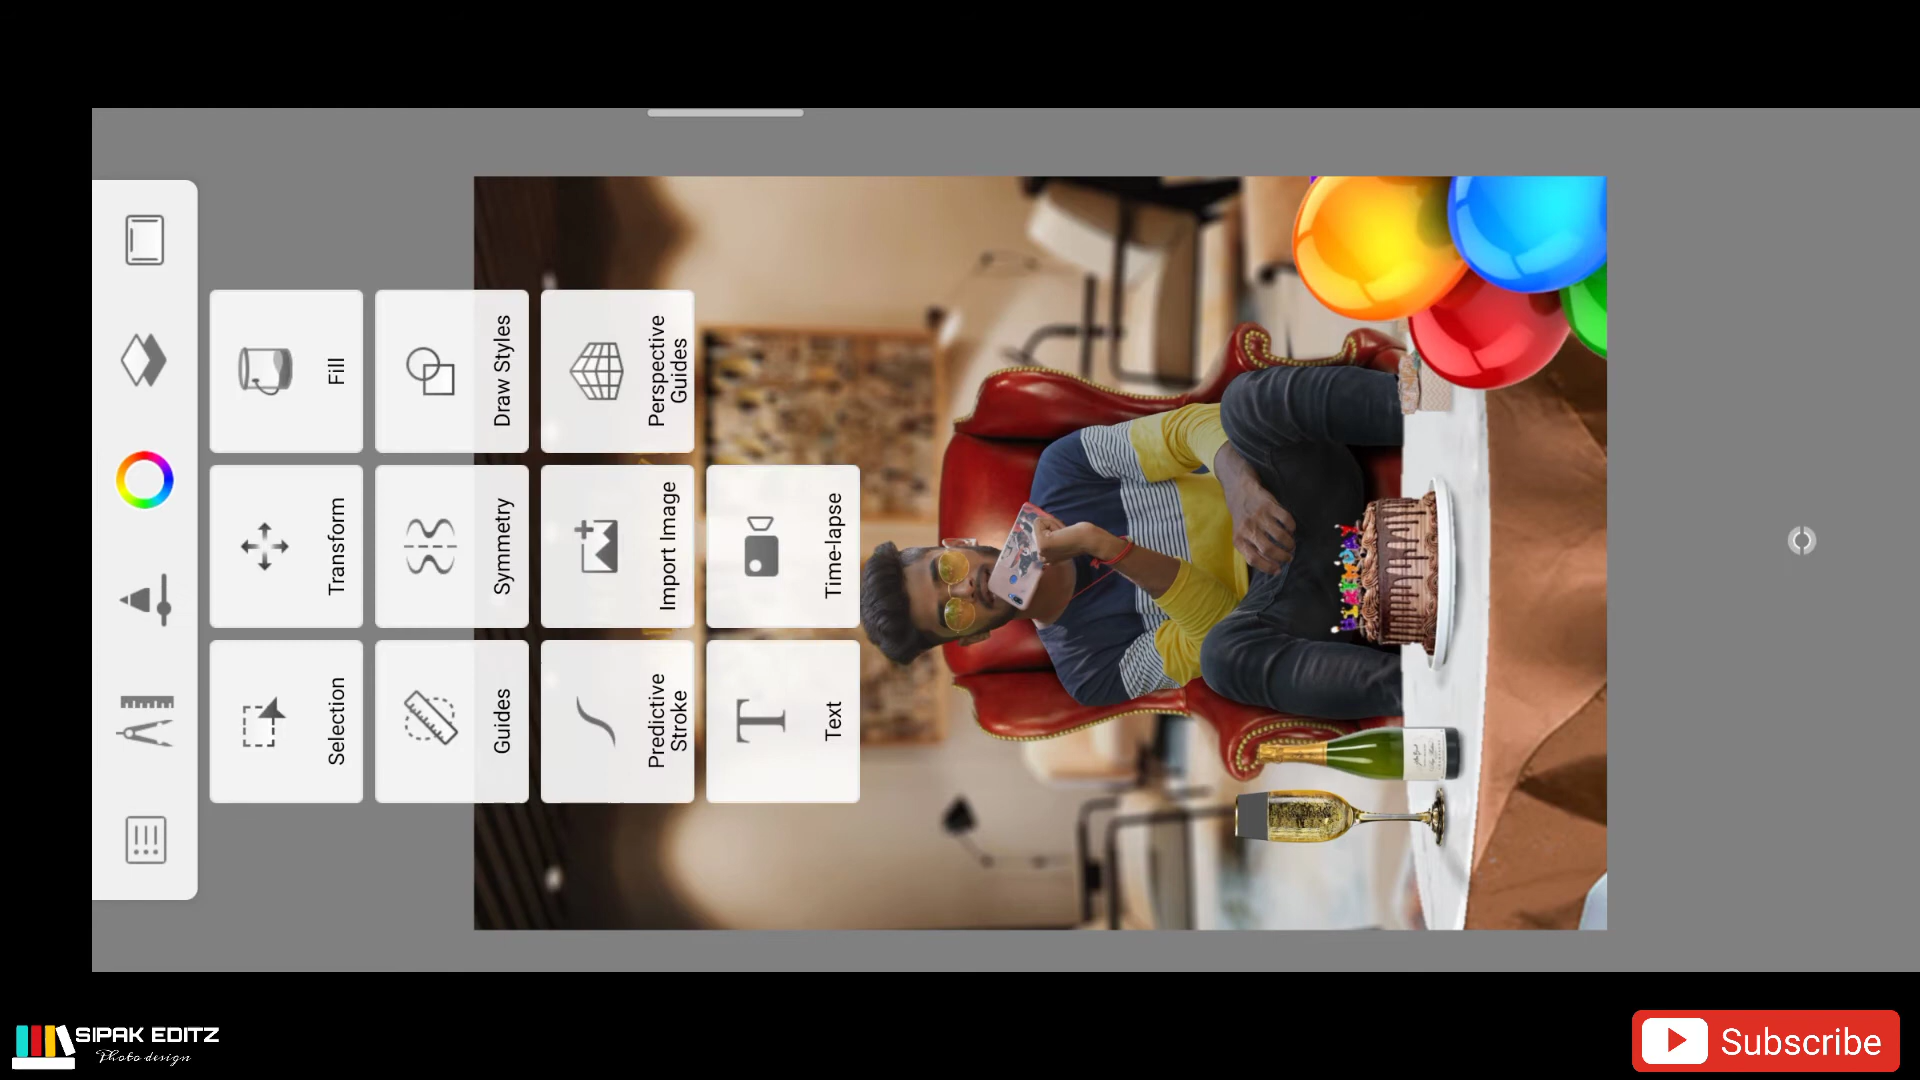 Fill
Draw Styles
Perspective
Guides
Transform
Symmetry
Import Image
Time-lapse
Selection
Guides
Predictive
Stroke
Text
SIPAK EDITZ
Photo design
Subscribe